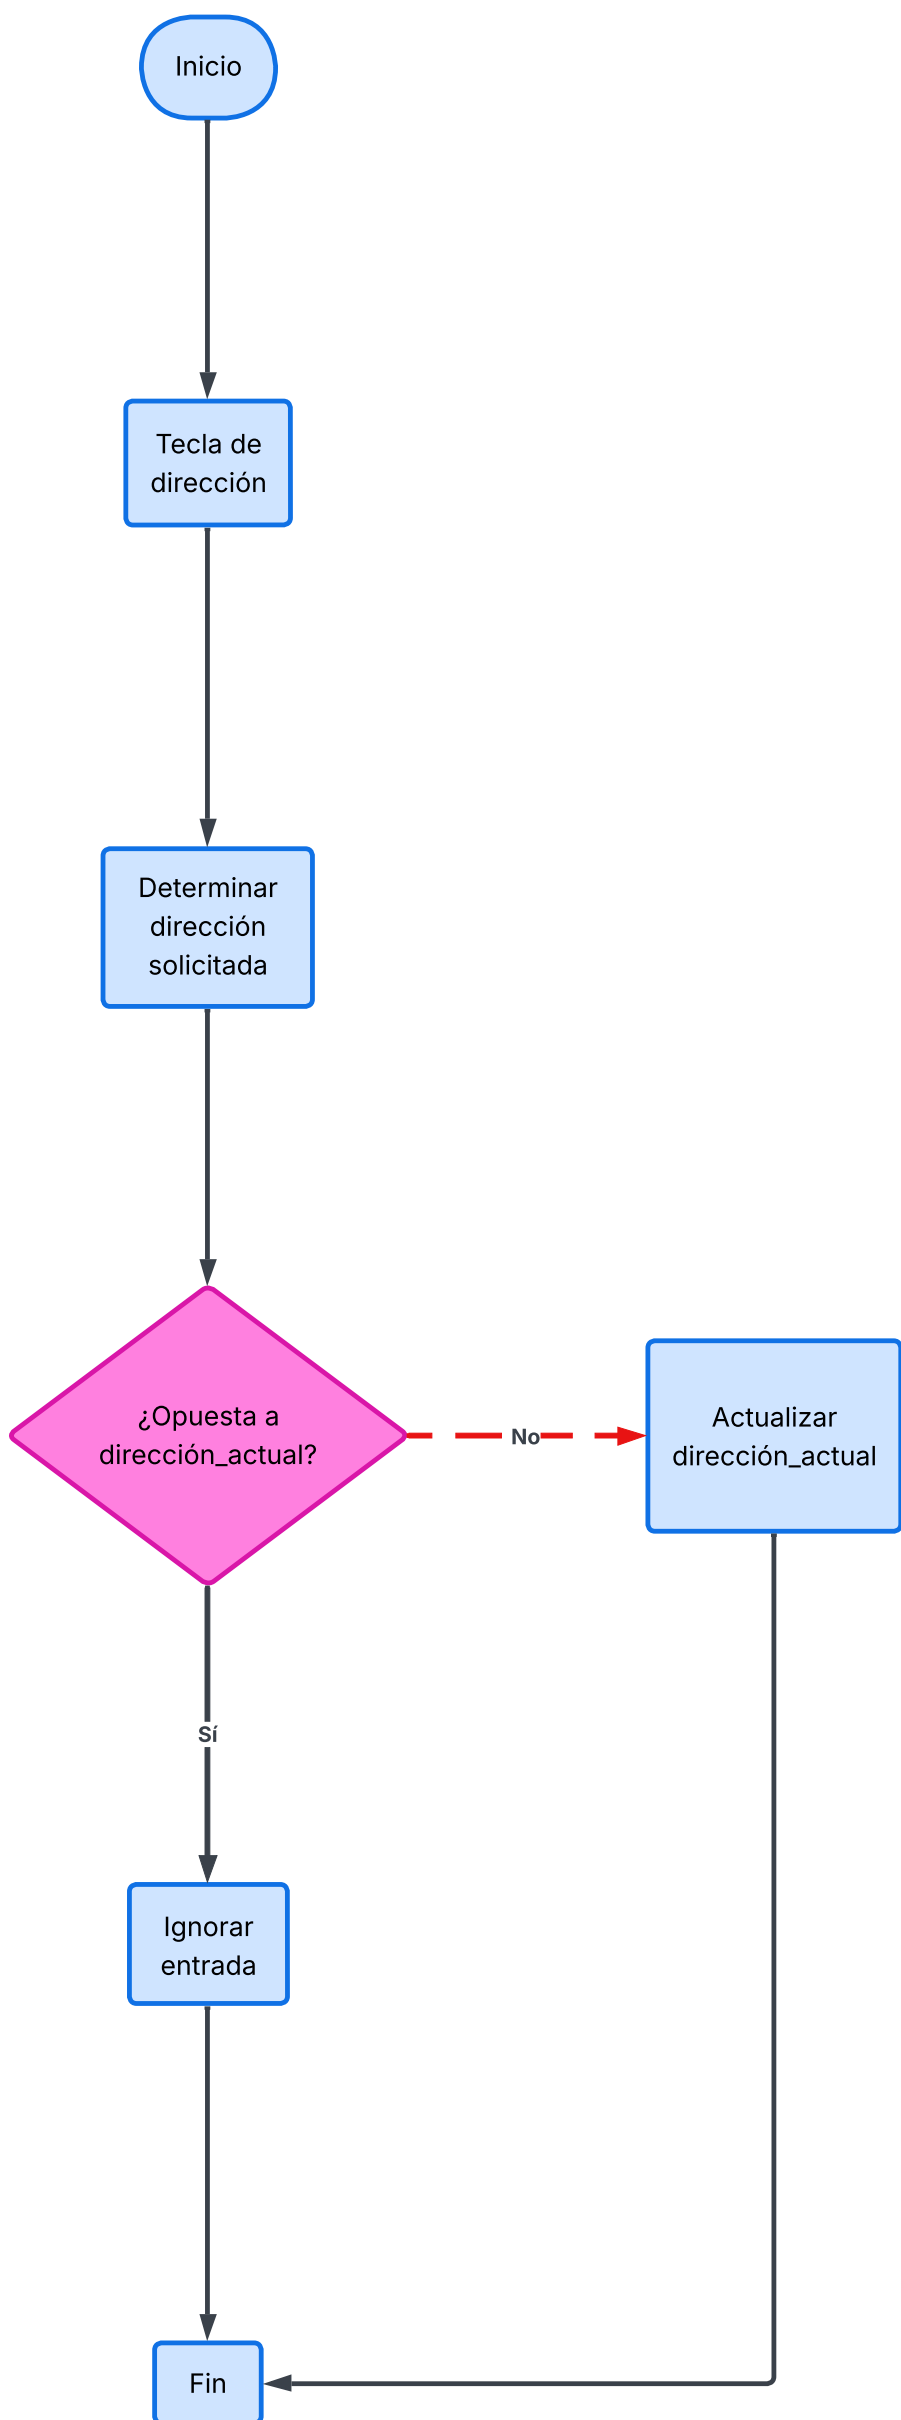 Inicio
Tecla de
dirección
Determinar
dirección
solicitada
¿Opuesta a
dirección_actual?
No
Actualizar
dirección_actual
Sí
Ignorar
entrada
Fin